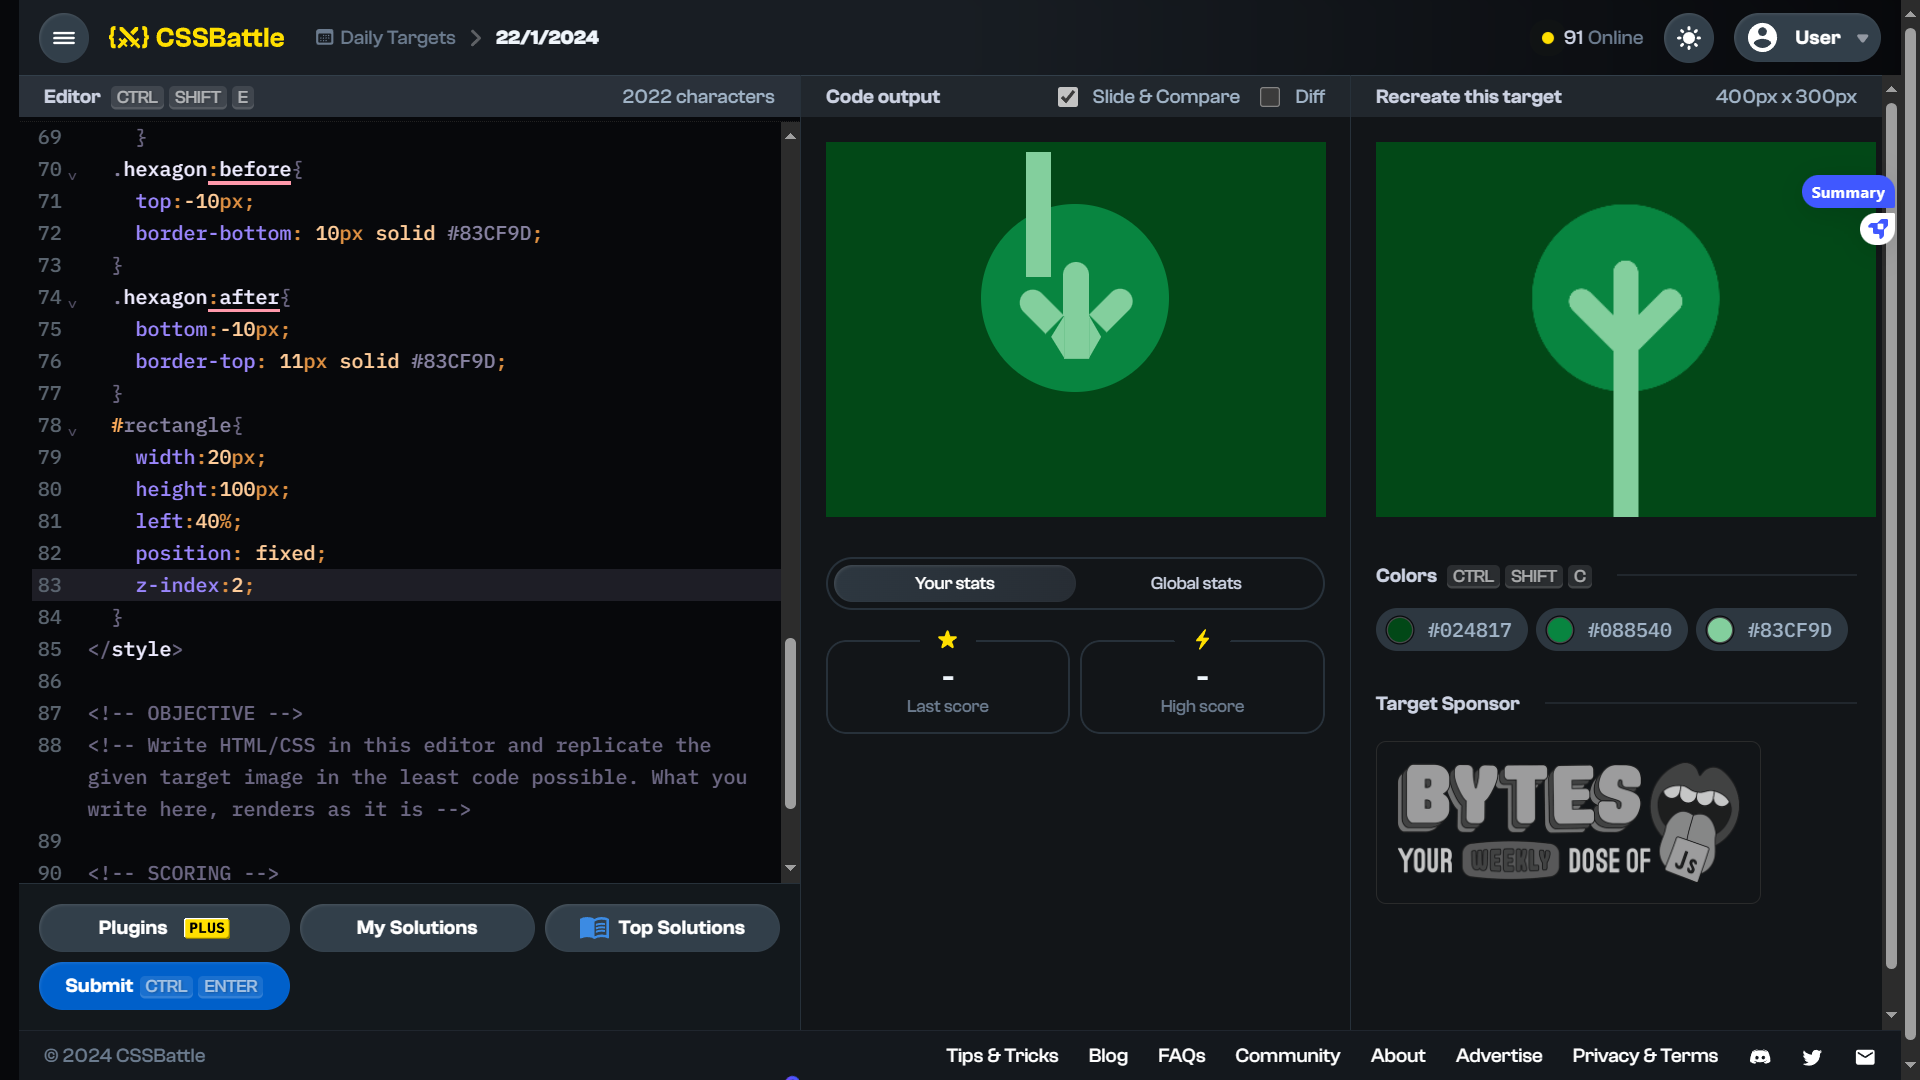 {X} CSSBattle
Daily Targets
22/1/2024
91 Online
User
Editor CTRL SHIFT E
2022 characters
69 }
70 .hexagon:before{
71 top:-10px;
72 border-bottom: 10px solid #83CF9D;
73 }
74 .hexagon:after{
75 bottom:-10px;
76 border-top: 11px solid #83CF9D;
77 }
78 #rectangle{
79 width:20px;
80 height:100px;
81 left:40%;
82 position: fixed;
83 z-index:2;
84 }
85 </style>
86
87 <!-- OBJECTIVE -->
88 <!-- Write HTML/CSS in this editor and replicate the
given target image in the least code possible. What you
write here, renders as it is -->
89
90 <!-- SCORING -->
Plugins PLUS
My Solutions
Top Solutions
Submit CTRL ENTER
Code output
Slide & Compare
Diff
Your stats
Global stats
-
Last score
-
High score
Recreate this target
400px x 300px
Summary
Colors CTRL SHIFT C
#024817
#088540
#83CF9D
Target Sponsor
BYTES
YOUR WEEKLY DOSE OF JS
© 2024 CSSBattle
Tips & Tricks
Blog
FAQs
Community
About
Advertise
Privacy & Terms